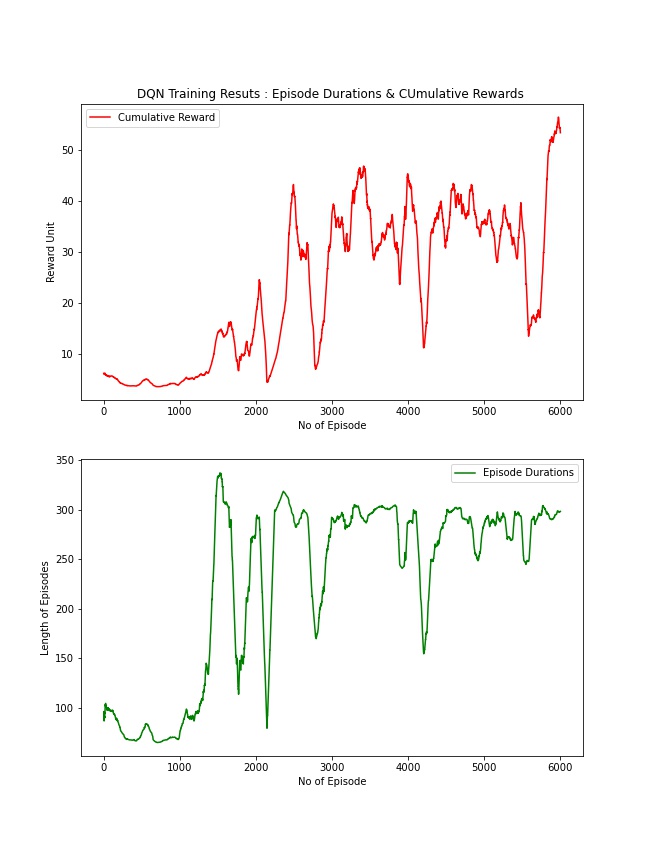 DQN Training Resuts : Episode Durations & CUmulative Rewards
Cumulative Reward
Reward Unit
50
40
30
20
10
0 1000 2000 3000 4000 5000 6000
No of Episode
Episode Durations
Length of Episodes
350
300
250
200
150
100
0 1000 2000 3000 4000 5000 6000
No of Episode